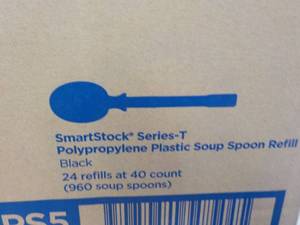 SmartStock® Series-T
Polypropylene Plastic Soup Spoon Refill
Black
24 refills at 40 count
(960 soup spoons)
PS5